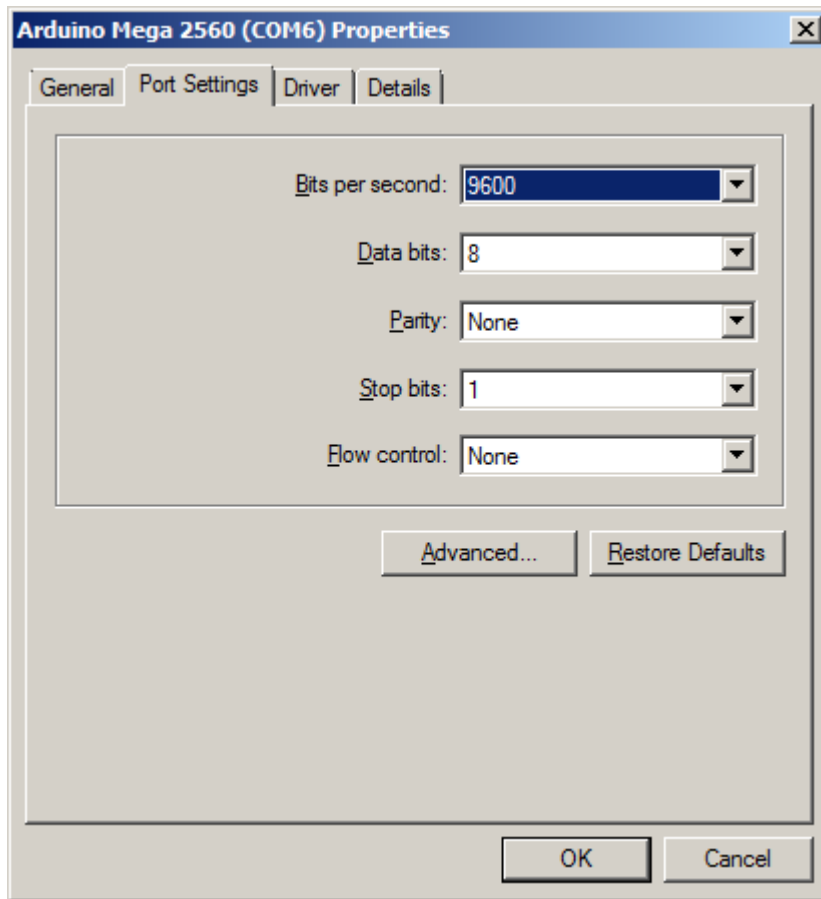 Arduino Mega 2560 (COM6) Properties
General Port Settings Driver Details
Bits per second: 9600
Data bits: 8
Parity: None
Stop bits: 1
Flow control: None
Advanced... Restore Defaults
OK Cancel